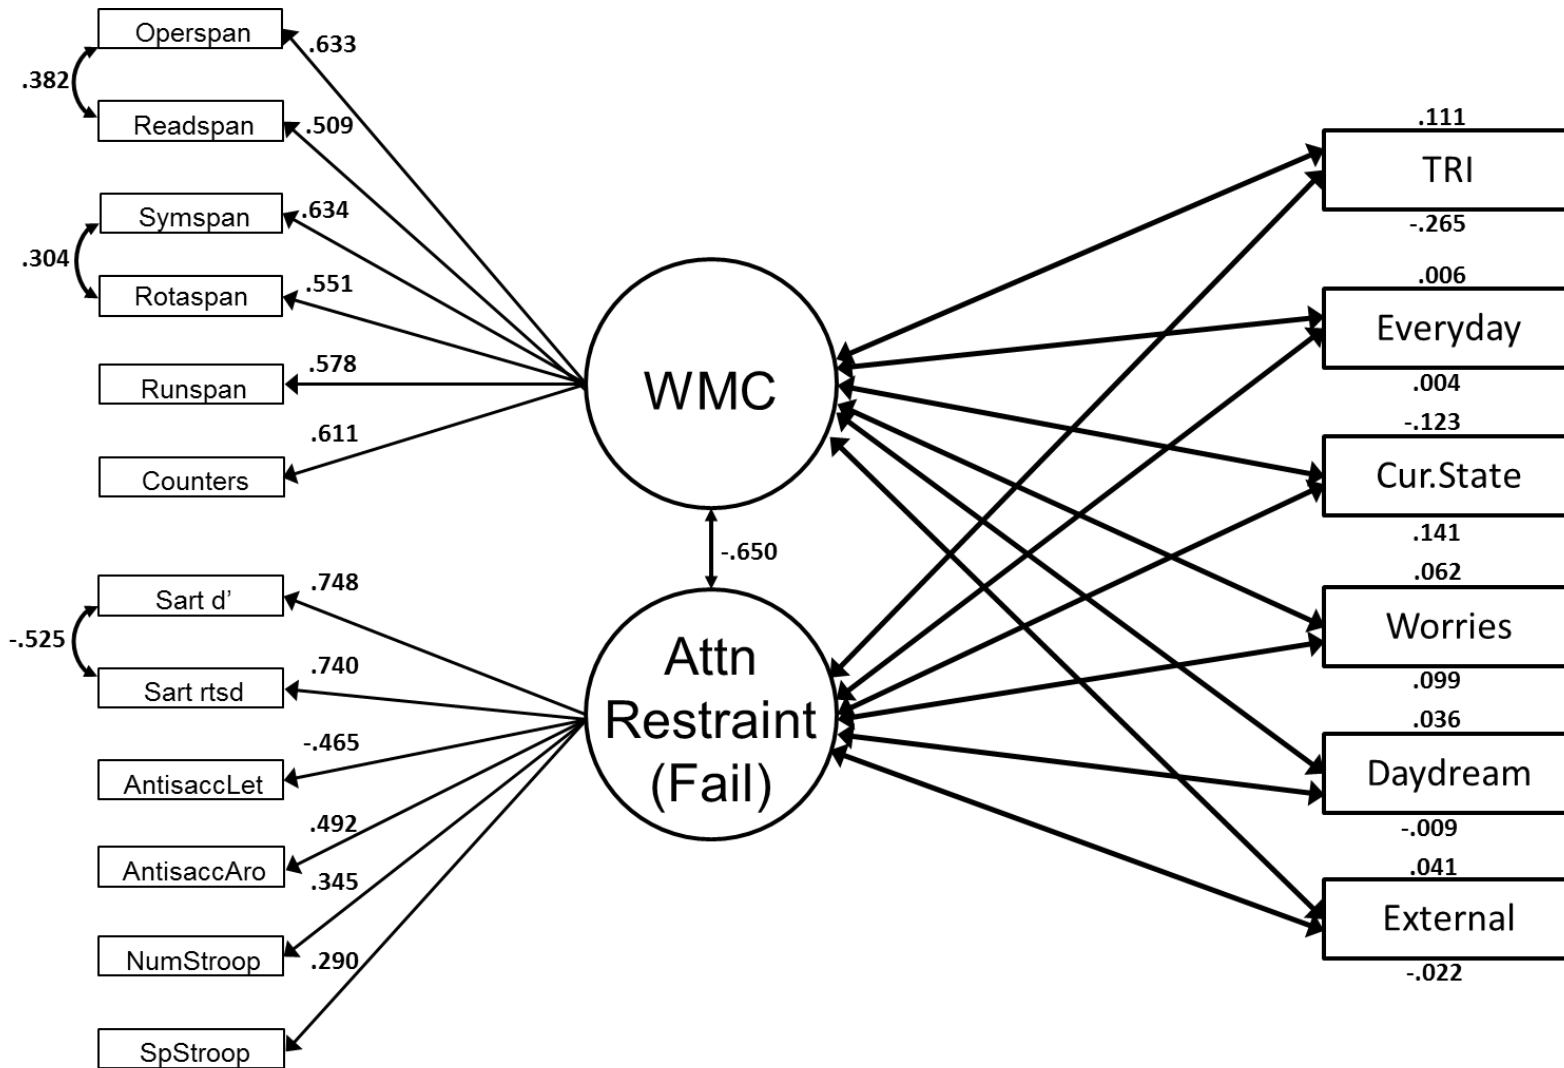 Operspan
.633
.382
Readspan
.509
Symspan
.634
.304
Rotaspan
.551
Runspan
.578
Counters
.611
WMC
-.650
Sart d’
.748
-.525
Sart rtsd
.740
AntisaccLet
-.465
AntisaccAro
.492
NumStroop
.345
SpStroop
.290
Attn
Restraint
(Fail)
.111
TRI
-.265
.006
Everyday
.004
-.123
Cur.State
.141
.062
Worries
.099
.036
Daydream
-.009
.041
External
-.022